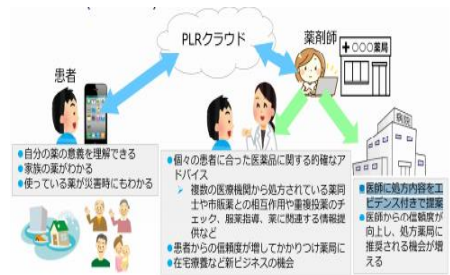 PLRクラウド
薬剤師
＋○○○薬局
患者
病院
●自分の薬の意義を理解できる
●家族の薬がわかる
●使っている薬が災害時にもわかる
●個々の患者に合った医薬品に関する的確なア
ドバイス
➢ 複数の医療機関から処方されている薬同
士や市販薬との相互作用や重複投薬のチ
ェック、服薬指導、薬に関連する情報提
供など
●患者からの信頼度が増してかかりつけ薬局に
●在宅療養など新ビジネスの機会
●医師に処方内容をエ
ビデンス付きで提案
●医師からの信頼度が
向上し、処方薬局に
推奨される機会が増
える